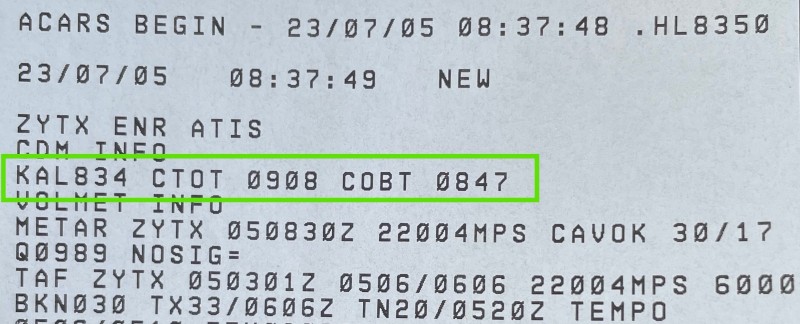 ACARS BEGIN - 23/07/05 08:37:48 .HL8350
23/07/05 08:37:49 NEW
ZYTX ENR ATIS
CDM INFO
KAL834 CTOT 0908 COBT 0847
VOLMET INFO
METAR ZYTX 050830Z 22004MPS CAVOK 30/17
Q0989 NOSIG=
TAF ZYTX 050301Z 0506/0606 22004MPS 6000
BKN030 TX33/0606Z TN20/0520Z TEMPO